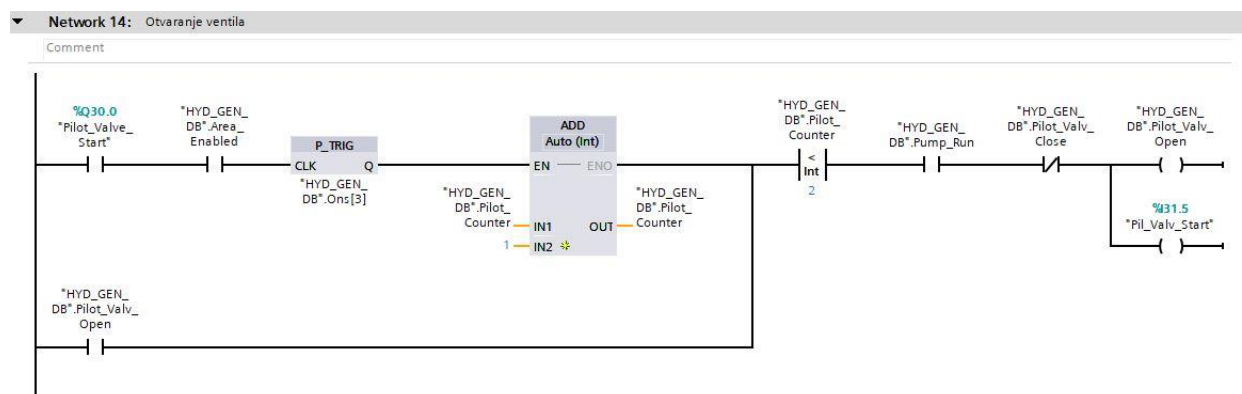 Network 14: Otvaranje ventila
Comment
%Q30.0
"Pilot_Valve_
Start"
"HYD_GEN_
DB".Area_
Enabled
P_TRIG
CLK Q
"HYD_GEN_
DB".Ons[3]
ADD
Auto (Int)
EN ENO
"HYD_GEN_
DB".Pilot_
Counter
IN1
1
IN2
OUT
"HYD_GEN_
DB".Pilot_
Counter
"HYD_GEN_
DB".Pilot_
Counter
<
Int
2
"HYD_GEN_
DB".Pump_Run
"HYD_GEN_
DB".Pilot_Valv_
Close
"HYD_GEN_
DB".Pilot_Valv_
Open
%I31.5
"Pil_Valv_Start"
"HYD_GEN_
DB".Pilot_Valv_
Open